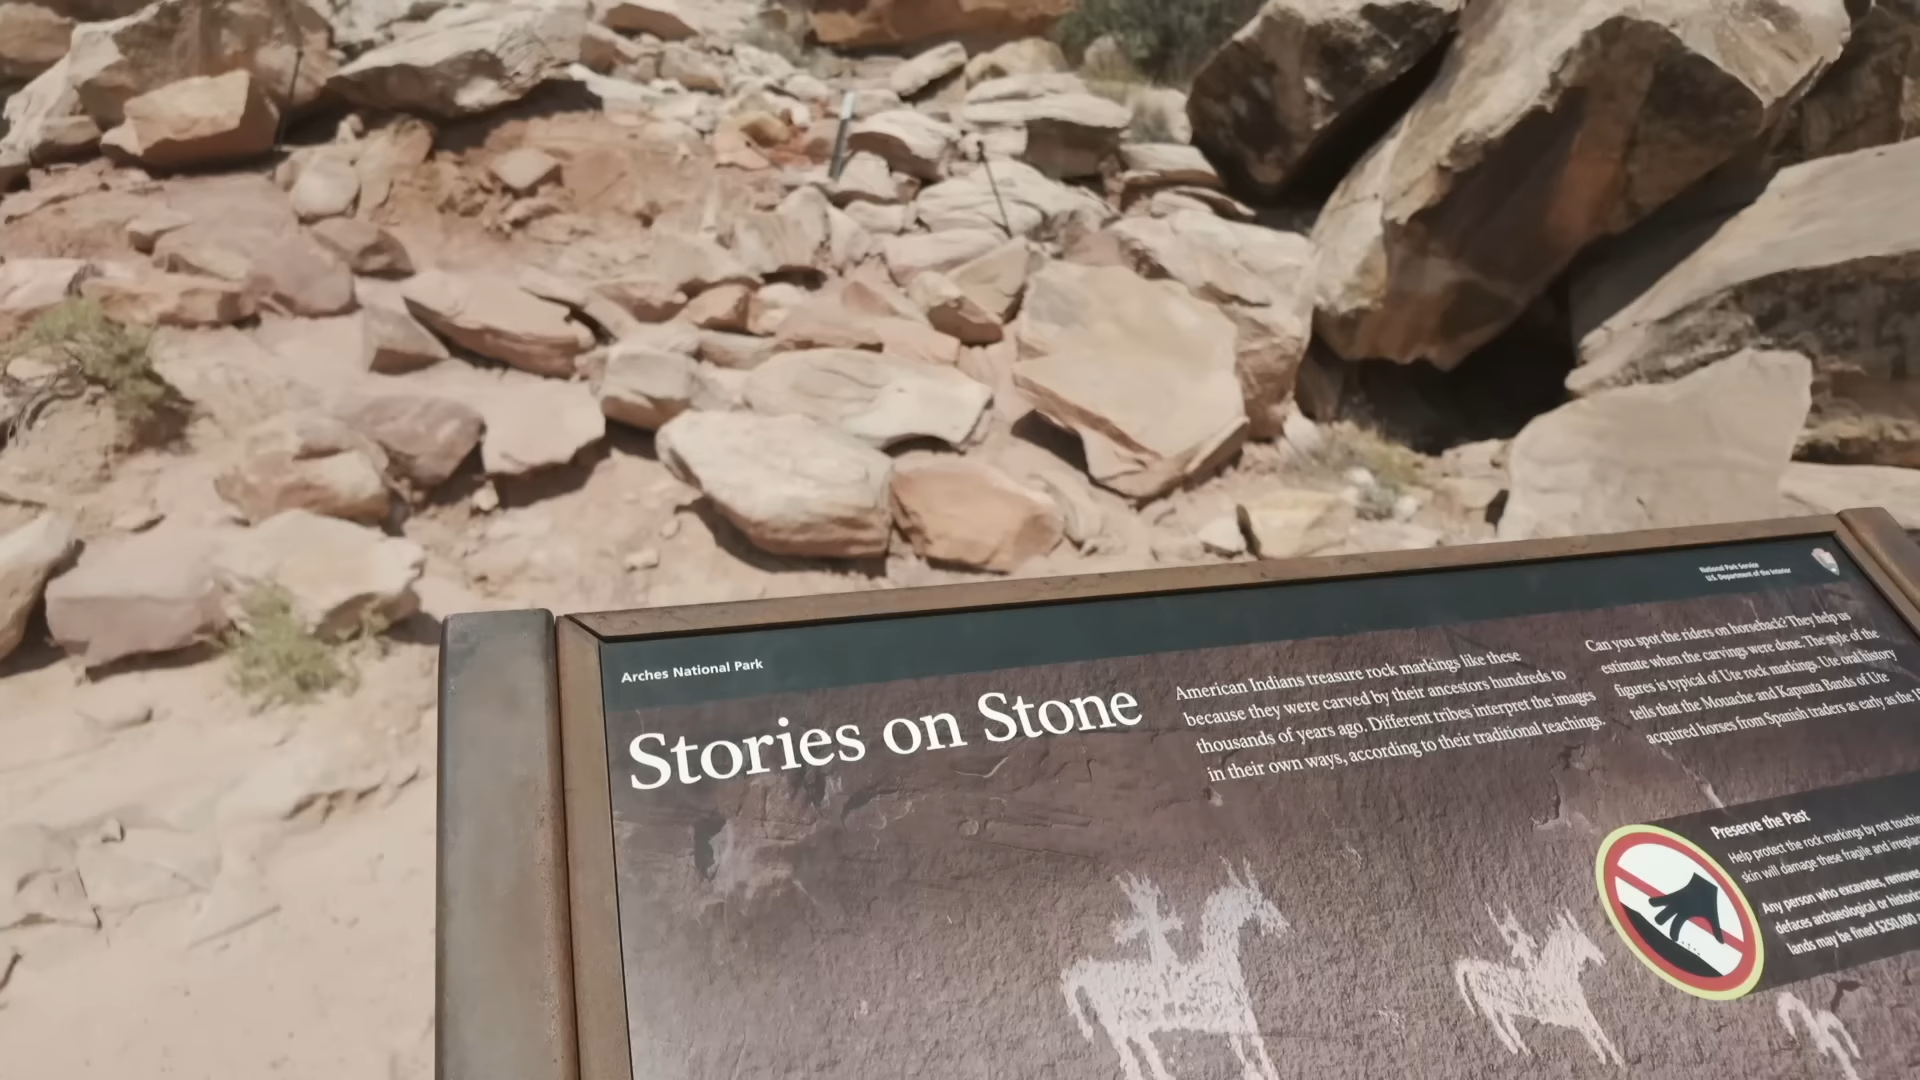 National Park Service
U.S. Department of the Interior
Arches National Park
Stories on Stone
American Indians treasure rock markings like these
because they were carved by their ancestors hundreds to
thousands of years ago. Different tribes interpret the images
in their own ways, according to their traditional teachings.
Can you spot the riders on horseback? They help us
estimate when the carvings were done. The style of the
figures is typical of Ute rock markings. Ute oral history
tells that the Monache and Kapuuta Bands of Ute
acquired horses from Spanish traders as early as the
Preserve the Past
Help protect the rock markings by not
skin will damage these fragile and
Any person who excavates,
defaces archaeological or
lands may be fined $250,000